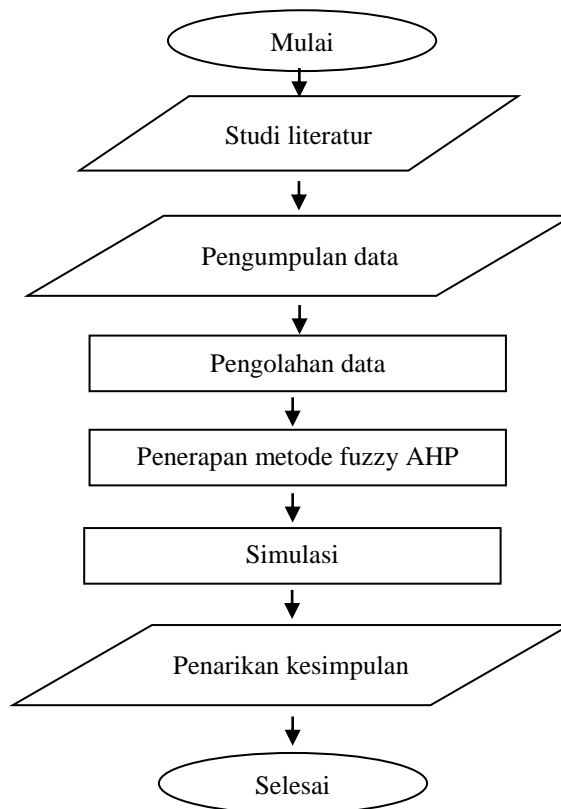 Mulai
Studi literatur
Pengumpulan data
Pengolahan data
Penerapan metode fuzzy AHP
Simulasi
Penarikan kesimpulan
Selesai